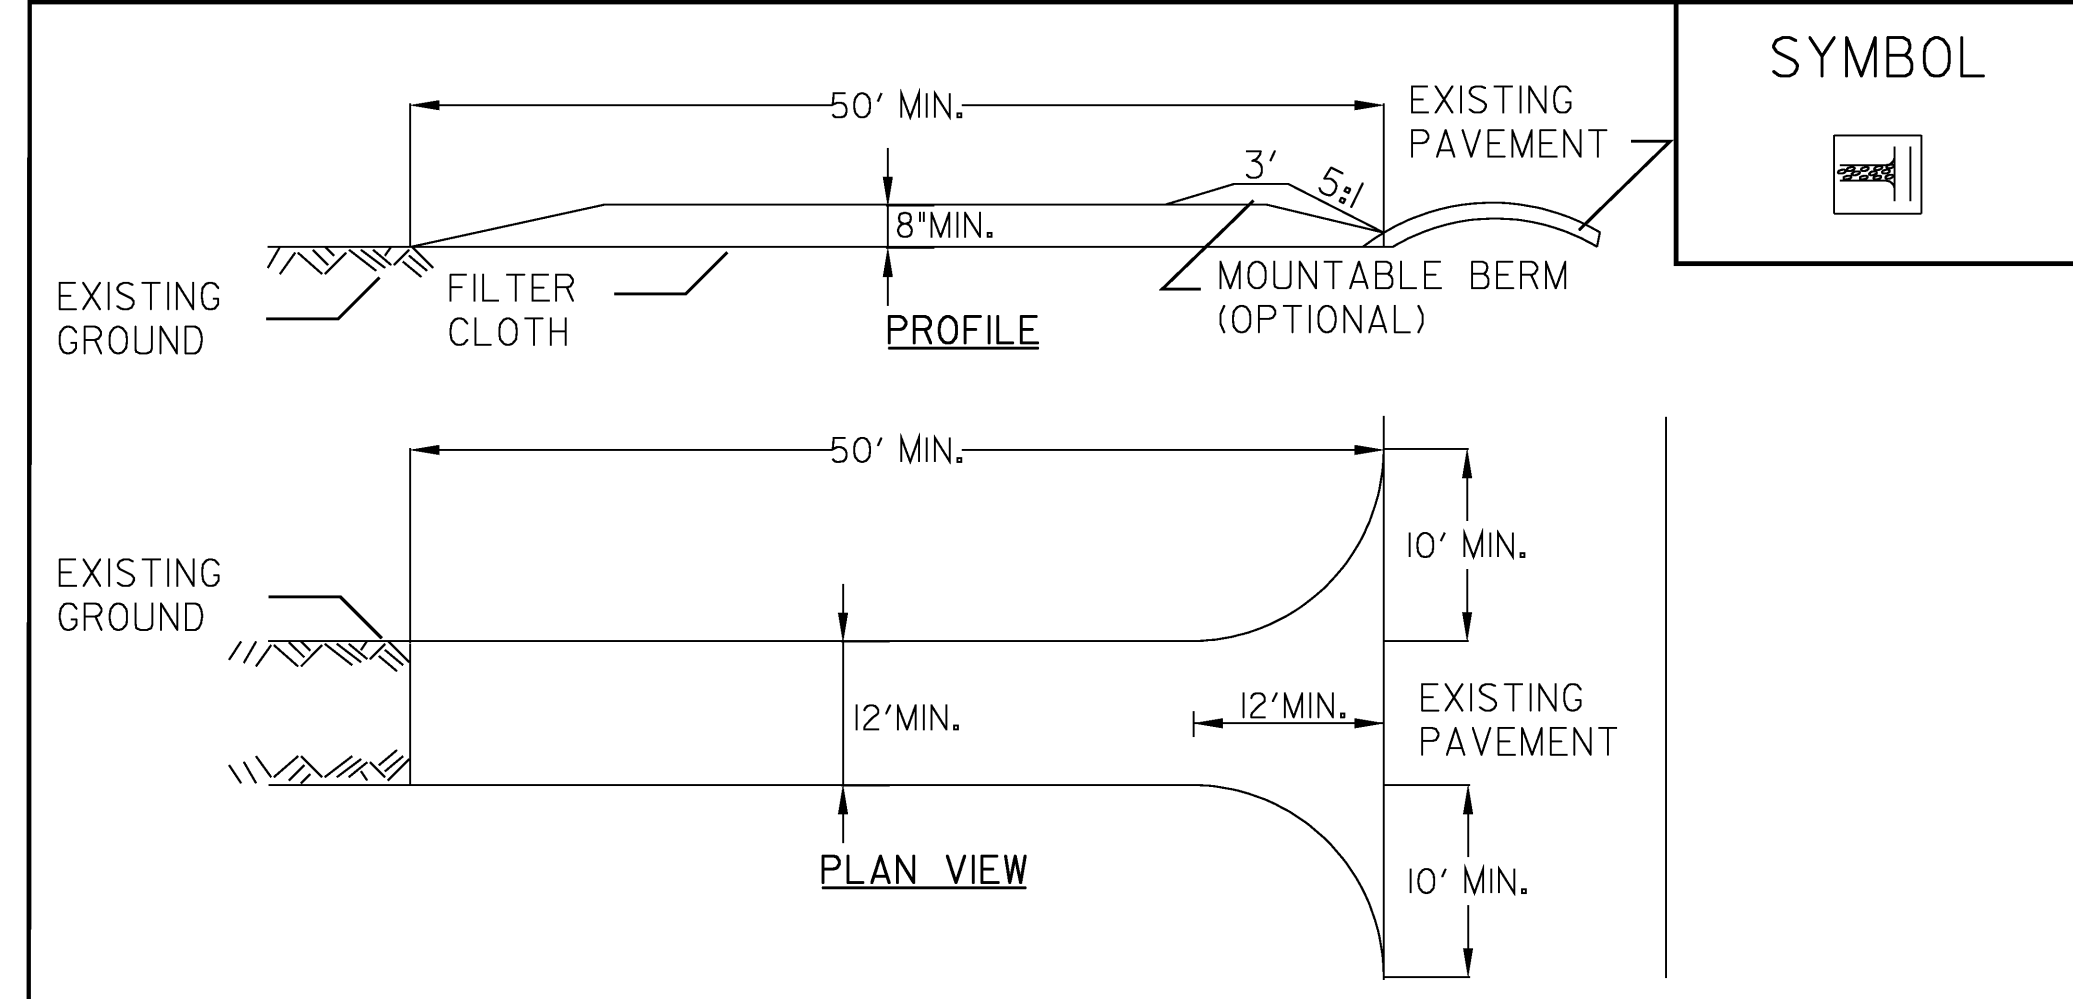 SYMBOL
50' MIN.
EXISTING
PAVEMENT
3'
5:1
8"MIN.
EXISTING
GROUND
FILTER
CLOTH
MOUNTABLE BERM
(OPTIONAL)
PROFILE
50' MIN.
10' MIN.
EXISTING
GROUND
12'MIN.
12'MIN.
EXISTING
PAVEMENT
10' MIN.
PLAN VIEW